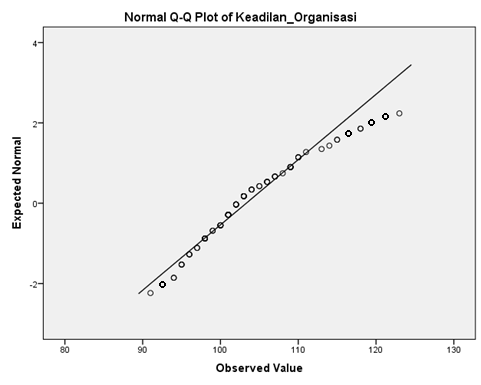 Normal Q-Q Plot of Keadilan_Organisasi
4
2
0
-2
Expected Normal
80 90 100 110 120 130
Observed Value